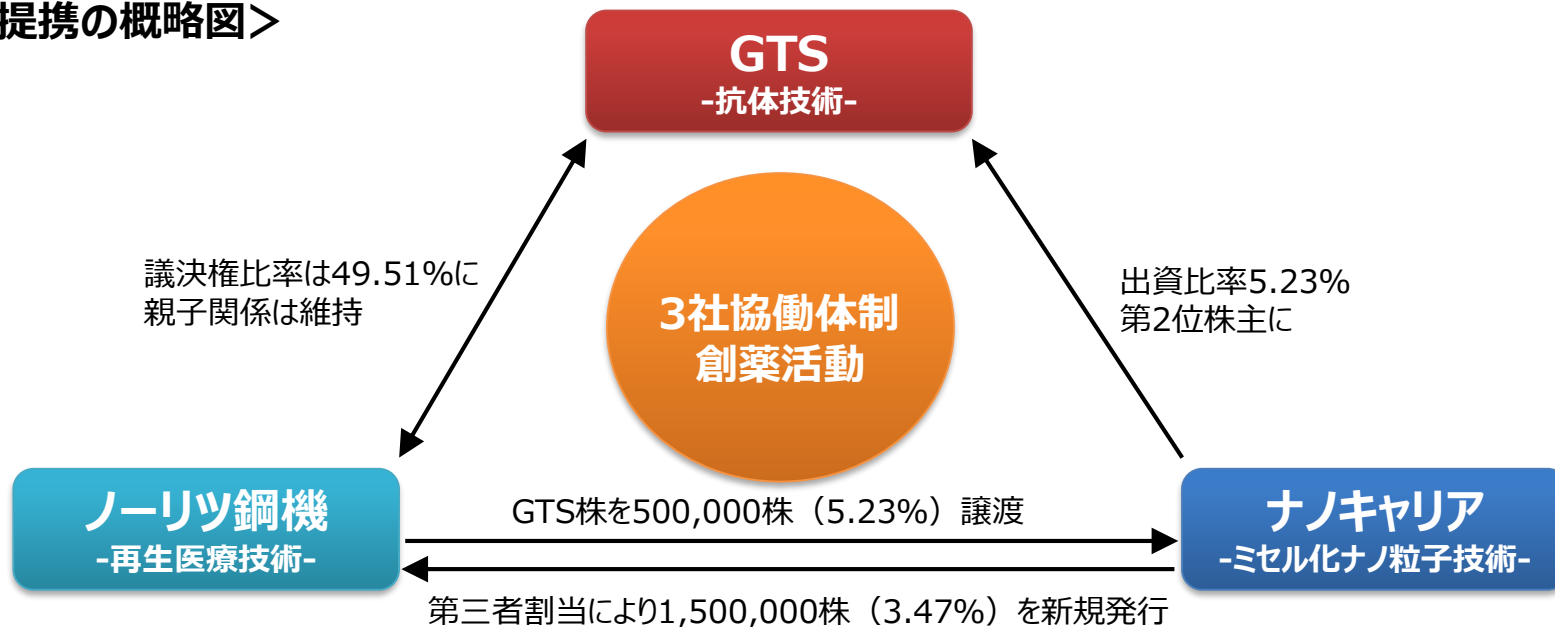 提携の概略図＞
GTS
-抗体技術-
議決権比率は49.51%に
親子関係は維持
3社協働体制
創薬活動
出資比率5.23%
第2位株主に
ノーリツ鋼機
-再生医療技術-
GTS株を500,000株（5.23%）譲渡
ナノキャリア
-ミセル化ナノ粒子技術-
第三者割当により1,500,000株（3.47%）を新規発行